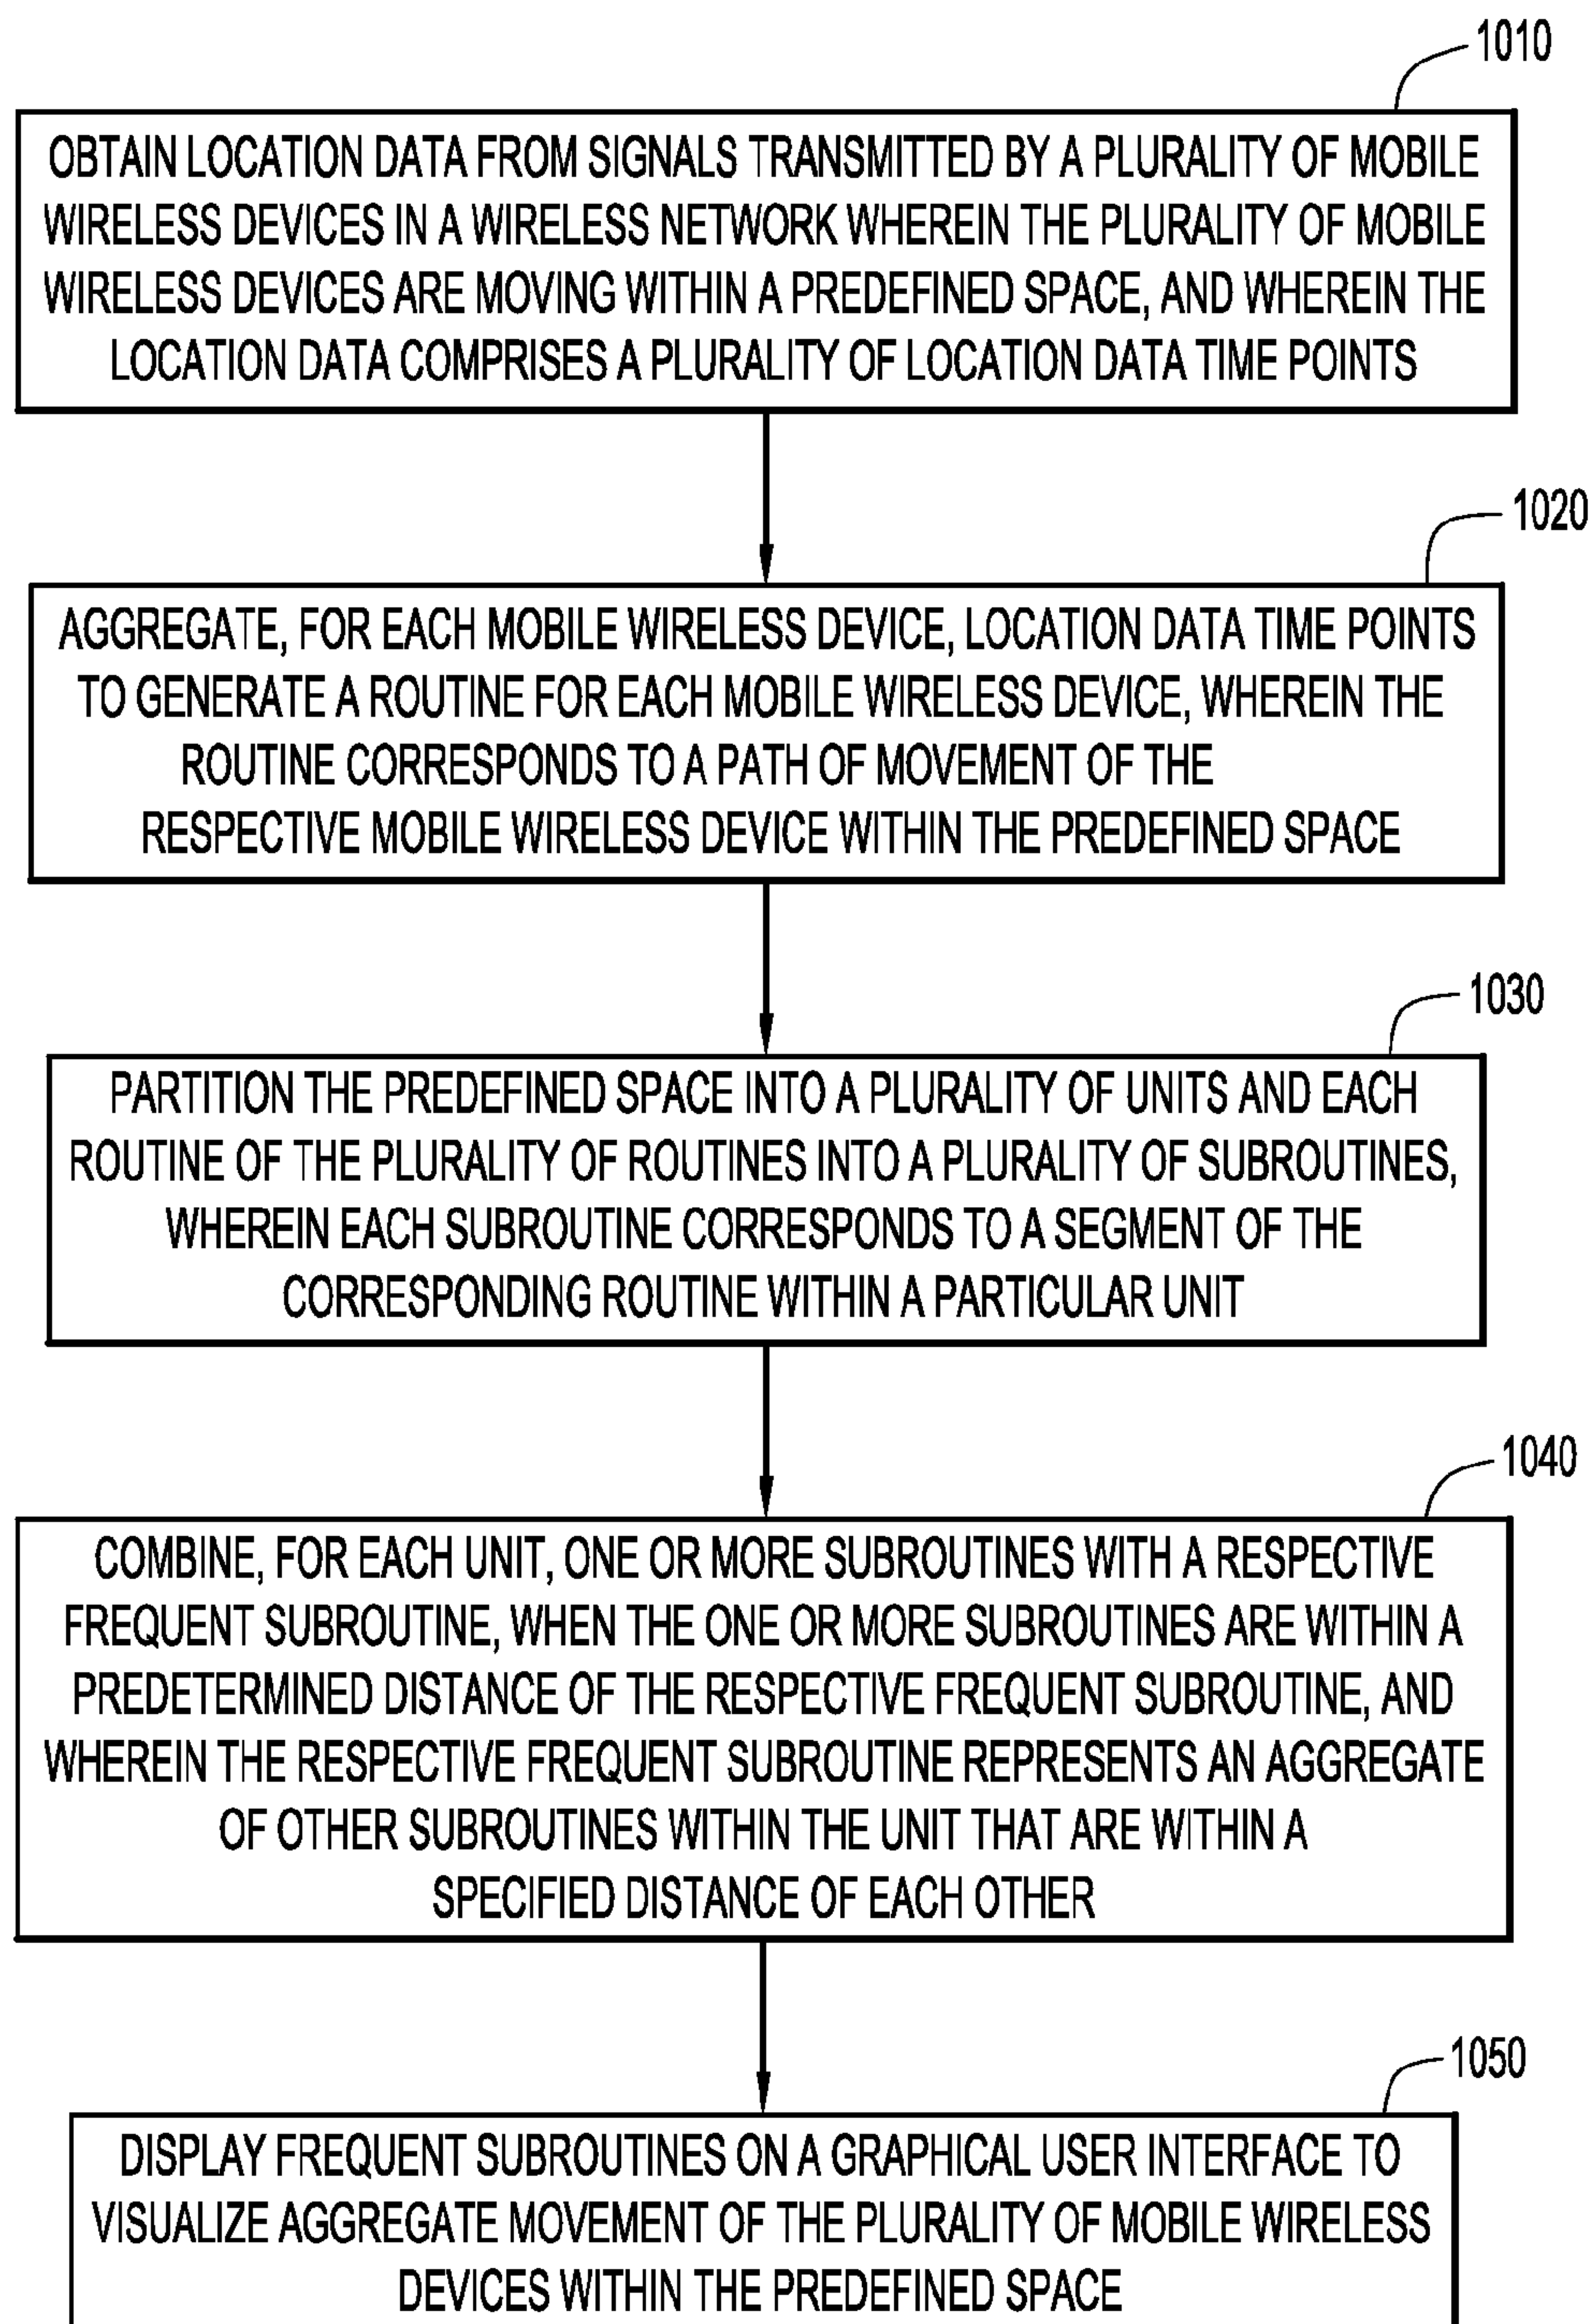 1010
OBTAIN LOCATION DATA FROM SIGNALS TRANSMITTED BY A PLURALITY OF MOBILE
WIRELESS DEVICES IN A WIRELESS NETWORK WHEREIN THE PLURALITY OF MOBILE
WIRELESS DEVICES ARE MOVING WITHIN A PREDEFINED SPACE, AND WHEREIN THE
LOCATION DATA COMPRISES A PLURALITY OF LOCATION DATA TIME POINTS
1020
AGGREGATE, FOR EACH MOBILE WIRELESS DEVICE, LOCATION DATA TIME POINTS
TO GENERATE A ROUTINE FOR EACH MOBILE WIRELESS DEVICE, WHEREIN THE
ROUTINE CORRESPONDS TO A PATH OF MOVEMENT OF THE
RESPECTIVE MOBILE WIRELESS DEVICE WITHIN THE PREDEFINED SPACE
1030
PARTITION THE PREDEFINED SPACE INTO A PLURALITY OF UNITS AND EACH
ROUTINE OF THE PLURALITY OF ROUTINES INTO A PLURALITY OF SUBROUTINES,
WHEREIN EACH SUBROUTINE CORRESPONDS TO A SEGMENT OF THE
CORRESPONDING ROUTINE WITHIN A PARTICULAR UNIT
1040
COMBINE, FOR EACH UNIT, ONE OR MORE SUBROUTINES WITH A RESPECTIVE
FREQUENT SUBROUTINE, WHEN THE ONE OR MORE SUBROUTINES ARE WITHIN A
PREDETERMINED DISTANCE OF THE RESPECTIVE FREQUENT SUBROUTINE, AND
WHEREIN THE RESPECTIVE FREQUENT SUBROUTINE REPRESENTS AN AGGREGATE
OF OTHER SUBROUTINES WITHIN THE UNIT THAT ARE WITHIN A
SPECIFIED DISTANCE OF EACH OTHER
1050
DISPLAY FREQUENT SUBROUTINES ON A GRAPHICAL USER INTERFACE TO
VISUALIZE AGGREGATE MOVEMENT OF THE PLURALITY OF MOBILE WIRELESS
DEVICES WITHIN THE PREDEFINED SPACE